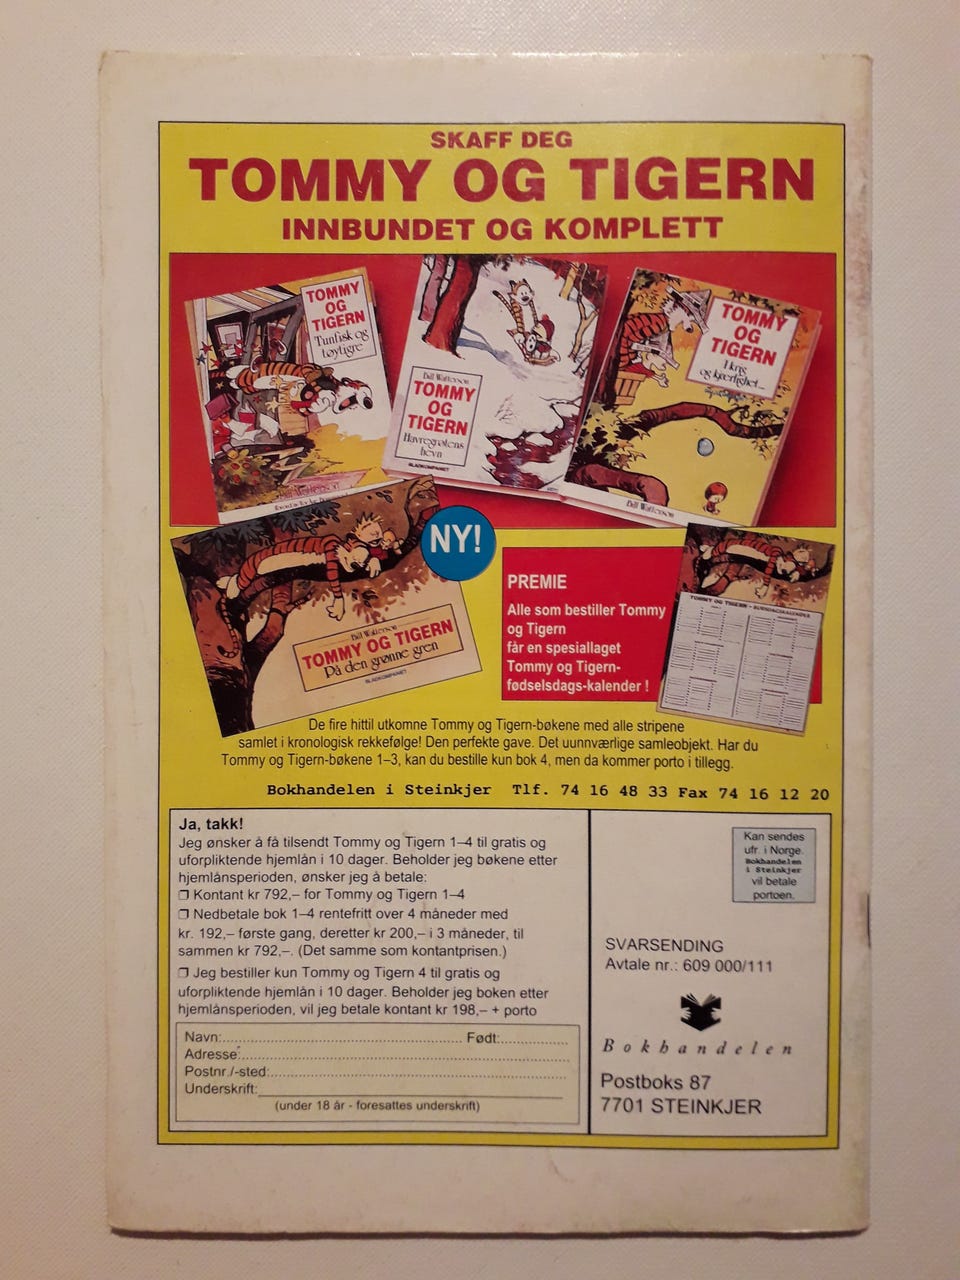 SKAFF DEG
TOMMY OG TIGERN
INNBUNDET OG KOMPLETT
TOMMY
OG
TIGERN
Tunfisk og
tøytigre
Bill Watterson
Bill Watterson
TOMMY
OG
TIGERN
Havregrøtens
hevn
BLADKOMPANIET
TOMMY
OG
TIGERN
I krig
og kjærlighet...
Bill Watterson
NY!
Bill Watterson
TOMMY OG TIGERN
På den grønne gren
BLADKOMPANIET
PREMIE
Alle som bestiller Tommy
og Tigern
får en spesiallaget
Tommy og Tigern-
fødselsdags-kalender !
TOMMY OG TIGERN - BURSDAGSKALENDER
De fire hittil utkomne Tommy og Tigern-bøkene med alle stripene
samlet i kronologisk rekkefølge! Den perfekte gave. Det uunnværlige samleobjekt. Har du
Tommy og Tigern-bøkene 1–3, kan du bestille kun bok 4, men da kommer porto i tillegg.
Bokhandelen i Steinkjer Tlf. 74 16 48 33 Fax 74 16 12 20
Ja, takk!
Jeg ønsker å få tilsendt Tommy og Tigern 1–4 til gratis og
uforpliktende hjemlån i 10 dager. Beholder jeg bøkene etter
hjemlånsperioden, ønsker jeg å betale:
❒ Kontant kr 792,– for Tommy og Tigern 1–4
❒ Nedbetale bok 1–4 rentefritt over 4 måneder med
kr. 192,– første gang, deretter kr 200,– i 3 måneder, til
sammen kr 792,–. (Det samme som kontantprisen.)
❒ Jeg bestiller kun Tommy og Tigern 4 til gratis og
uforpliktende hjemlån i 10 dager. Beholder jeg boken etter
hjemlånsperioden, vil jeg betale kontant kr 198,– + porto
Navn: Født:
Adresse:
Postnr./-sted:
Underskrift:
(under 18 år - foresattes underskrift)
Kan sendes
ufr. i Norge.
Bokhandelen
i Steinkjer
vil betale
portoen.
SVARSENDING
Avtale nr.: 609 000/111
Bokhandelen
Postboks 87
7701 STEINKJER